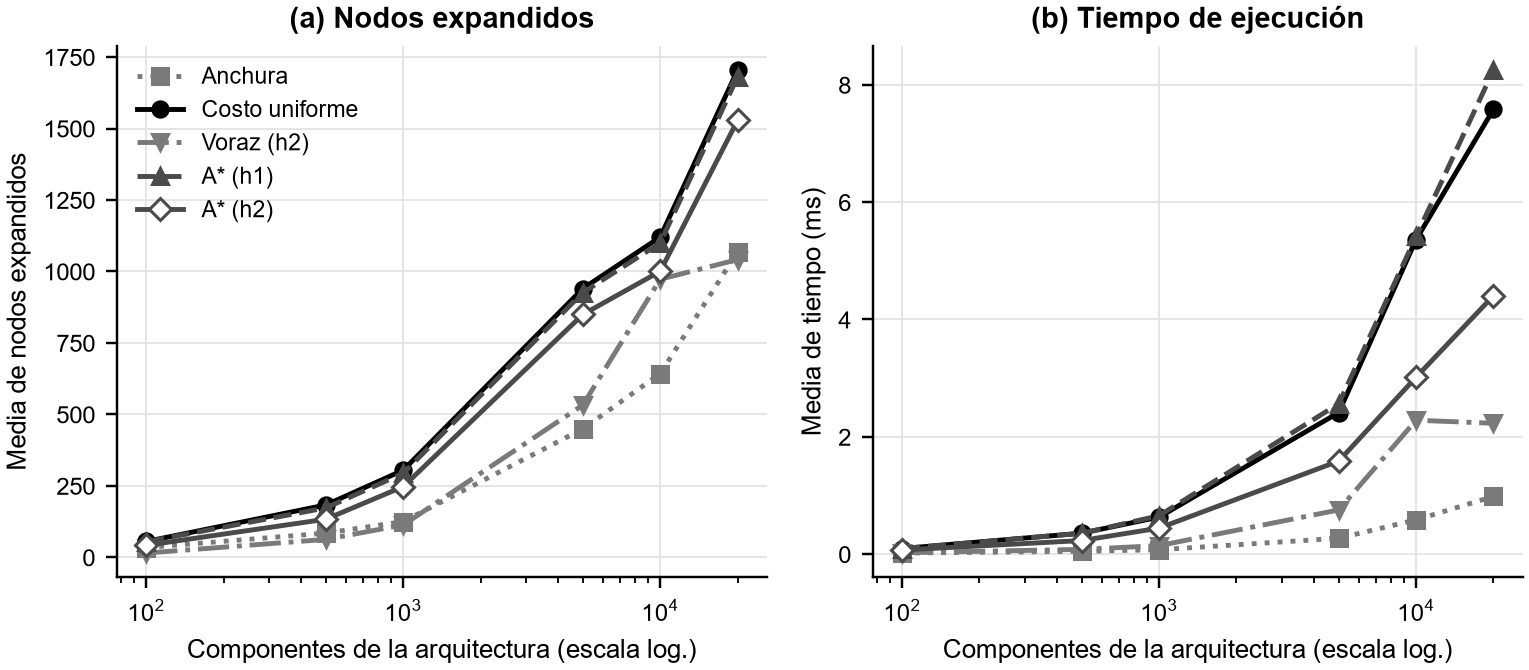 (a) Nodos expandidos
Media de nodos expandidos
1750
1500
1250
1000
750
500
250
0
Anchura
Costo uniforme
Voraz (h2)
A* (h1)
A* (h2)
10²
10³
10⁴
Componentes de la arquitectura (escala log.)
(b) Tiempo de ejecución
Media de tiempo (ms)
8
6
4
2
0
10²
10³
10⁴
Componentes de la arquitectura (escala log.)